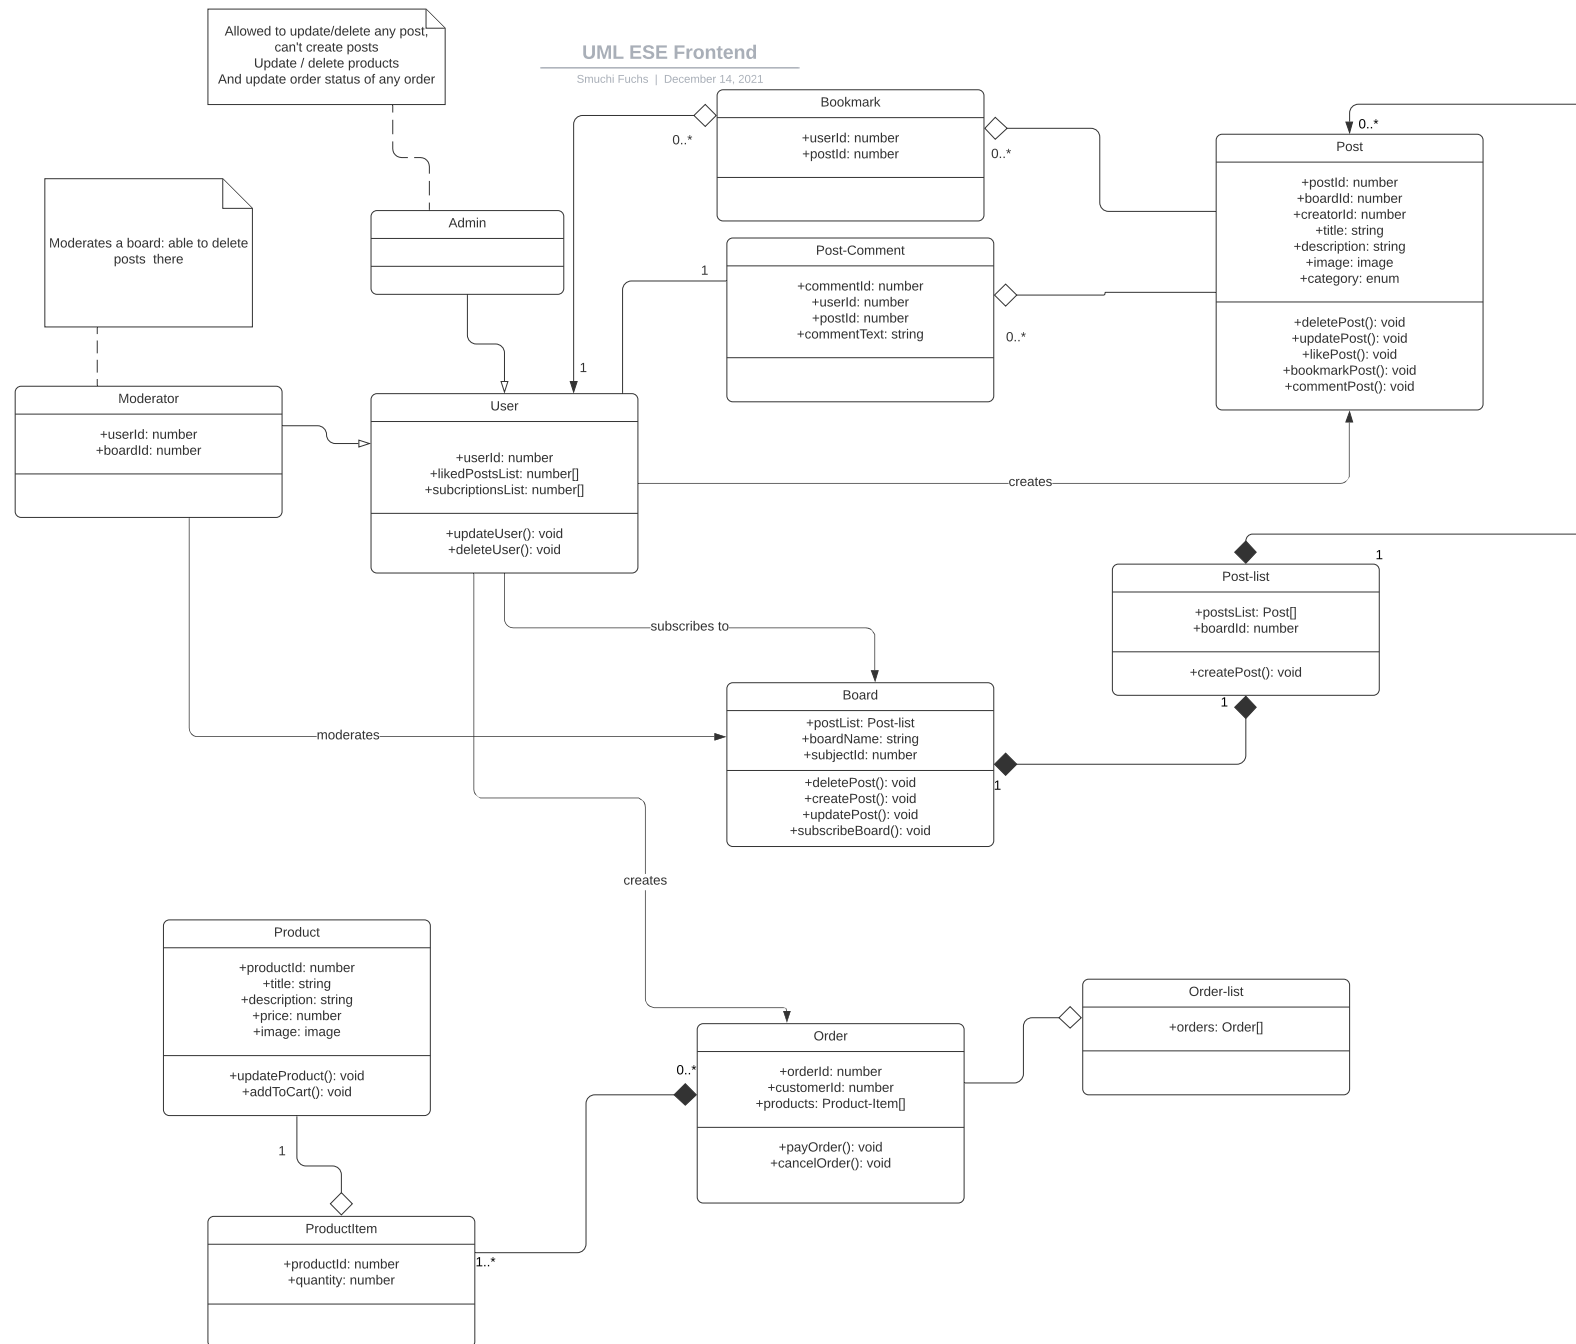 Allowed to update/delete any post,
can't create posts
Update / delete products
And update order status of any order
UML ESE Frontend
Smuchi Fuchs | December 14, 2021
Bookmark
+userId: number
+postId: number
0..*
0..*
0..*
Post
+postId: number
+boardId: number
+creatorId: number
+title: string
+description: string
+image: image
+category: enum
+deletePost(): void
+updatePost(): void
+likePost(): void
+bookmarkPost(): void
+commentPost(): void
Moderates a board: able to delete
posts there
Admin
Post-Comment
+commentId: number
+userId: number
+postId: number
+commentText: string
1
0..*
1
Moderator
+userId: number
+boardId: number
User
+userId: number
+likedPostsList: number[]
+subcriptionsList: number[]
+updateUser(): void
+deleteUser(): void
creates
1
Post-list
+postsList: Post[]
+boardId: number
+createPost(): void
1
subscribes to
moderates
Board
+postList: Post-list
+boardName: string
+subjectId: number
+deletePost(): void
+createPost(): void
+updatePost(): void
+subscribeBoard(): void
1
creates
Product
+productId: number
+title: string
+description: string
+price: number
+image: image
+updateProduct(): void
+addToCart(): void
1
Order-list
+orders: Order[]
Order
+orderId: number
+customerId: number
+products: Product-Item[]
+payOrder(): void
+cancelOrder(): void
0..*
ProductItem
+productId: number
+quantity: number
1..*